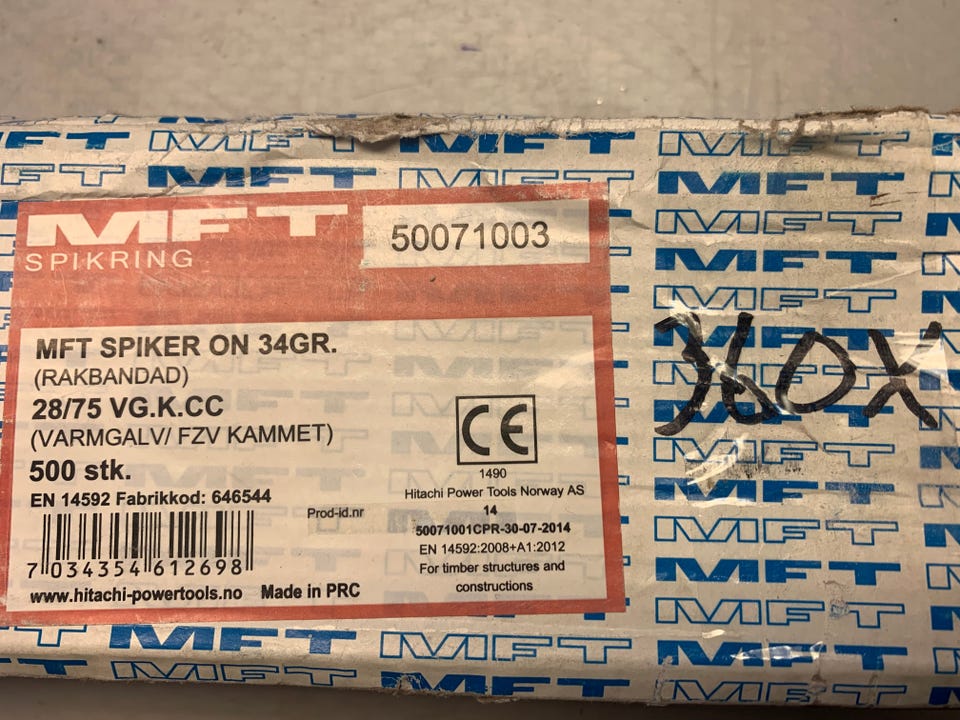 MFT
SPIKRING
50071003
MFT SPIKER ON 34GR.
(RAKBANDAD)
28/75 VG.K.CC
(VARMGALV/ FZV KAMMET)
500 stk.
EN 14592 Fabrikkod: 646544
7 034354 612698
www.hitachi-powertools.no Made in PRC
Prod-id.nr
CE
1490
Hitachi Power Tools Norway AS
14
50071001CPR-30-07-2014
EN 14592:2008+A1:2012
For timber structures and
constructions
360X